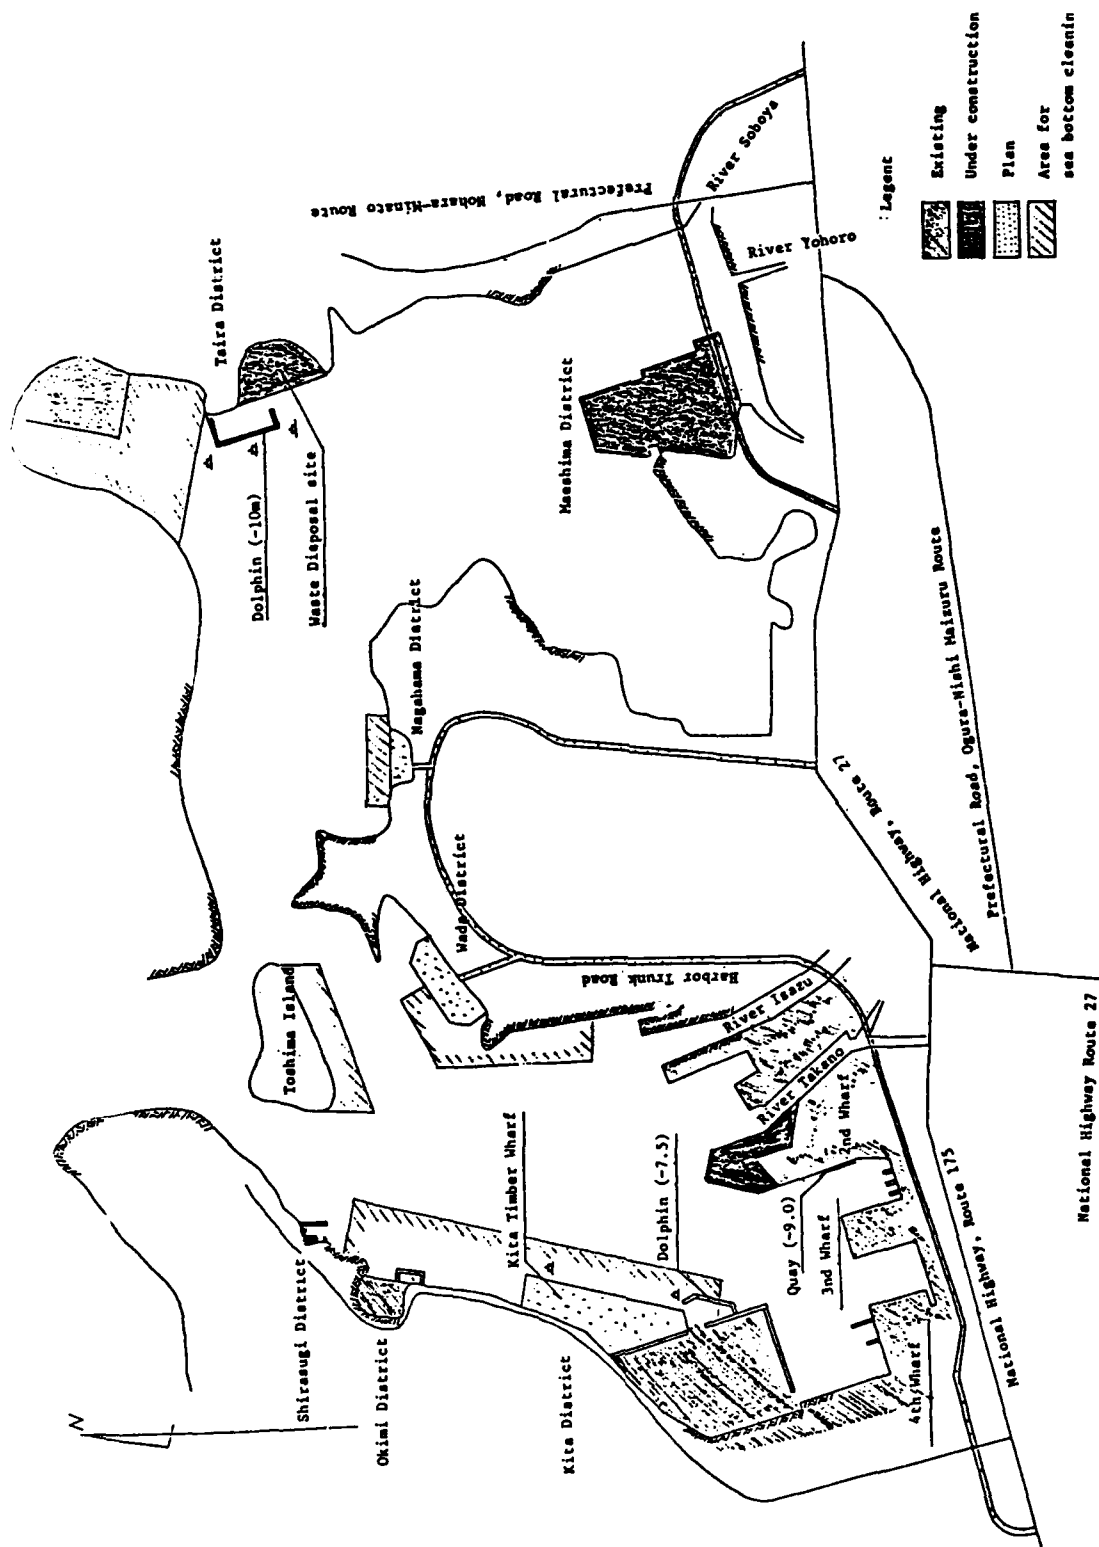 N
Shirasugi District
Okimi District
Kita District
Kita Timber Wharf
Dolphin (-7.5)
Quay (-9.0)
3nd Wharf
2nd Wharf
4th Wharf
National Highway, Route 175
National Highway Route 27
River Takano
River Isazu
Harbor Trunk Road
Toshima Island
Wada District
Nagahama District
National Highway, Route 27
Prefectural Road, Ogura-Nishi Maizuru Route
Maeshima District
Dolphin (-10m)
Waste Disposal site
Taira District
Prefectural Road, Nohara-Minato Route
River Soboya
River Yohoro
: Legent
Existing
Under construction
Plan
Area for
sea bottom cleanin